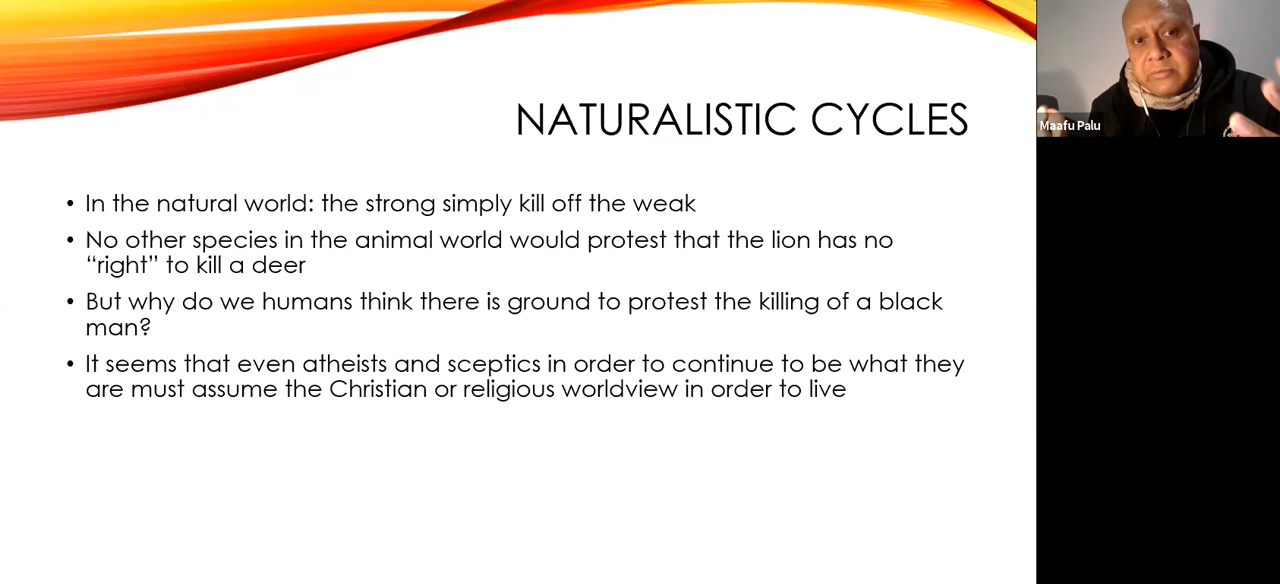 NATURALISTIC CYCLES
• In the natural world: the strong simply kill off the weak
• No other species in the animal world would protest that the lion has no
“right” to kill a deer
• But why do we humans think there is ground to protest the killing of a black
man?
• It seems that even atheists and sceptics in order to continue to be what they
are must assume the Christian or religious worldview in order to live
Maafu Palu